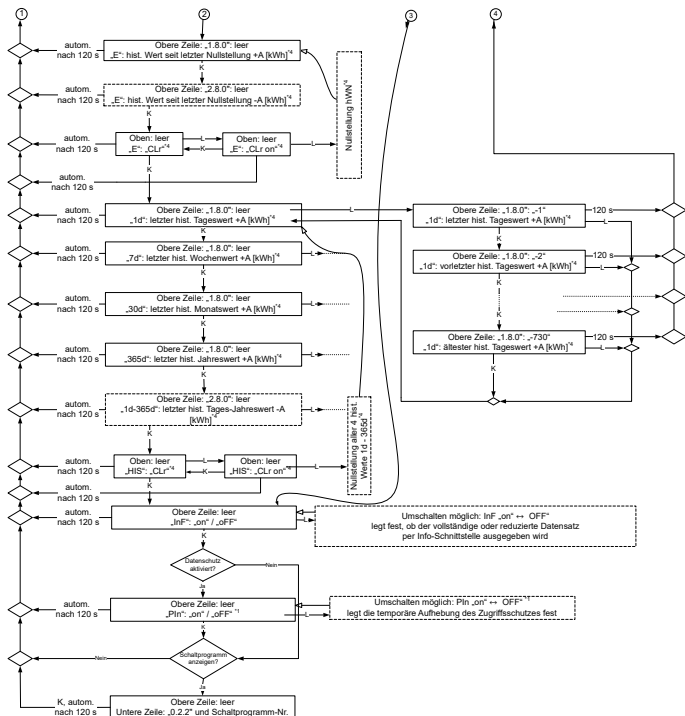 1
2
3
4
autom.
nach 120 s
Obere Zeile: „1.8.0": leer
„E": hist. Wert seit letzter Nullstellung +A [kWh]*4
K
autom.
nach 120 s
Obere Zeile: „2.8.0": leer
„E": hist. Wert seit letzter Nullstellung -A [kWh]*4
Nullstellung hWN*4
K
autom.
nach 120 s
Oben: leer
„E": „CLr"*4
L
K
Oben: leer
„E": „CLr on"*4
L
K
autom.
nach 120 s
autom.
nach 120 s
Obere Zeile: „1.8.0": leer
„1d": letzter hist. Tageswert +A [kWh]*4
L
Obere Zeile: „1.8.0": „-1"
„1d": letzter hist. Tageswert +A [kWh]*4
120 s
L
K
K
autom.
nach 120 s
Obere Zeile: „1.8.0": leer
„7d": letzter hist. Wochenwert +A [kWh]*4
L
Obere Zeile: „1.8.0": „-2"
„1d": vorletzter hist. Tageswert +A [kWh]*4
120 s
L
K
K
autom.
nach 120 s
Obere Zeile: „1.8.0": leer
„30d": letzter hist. Monatswert +A [kWh]*4
L
K
K
autom.
nach 120 s
Obere Zeile: „1.8.0": leer
„365d": letzter hist. Jahreswert +A [kWh]*4
L
Obere Zeile: „1.8.0": „-730"
„1d": ältester hist. Tageswert +A [kWh]*4
120 s
L
K
K
autom.
nach 120 s
Obere Zeile: „2.8.0": leer
„1d-365d": letzter hist. Tages-Jahreswert -A
[kWh]*4
L
Nullstellung aller 4 hist.
Werte 1d - 365d*4
K
autom.
nach 120 s
Oben: leer
„HIS": „CLr"*4
L
K
Oben: leer
„HIS": „CLr on"*4
L
K
autom.
nach 120 s
autom.
nach 120 s
Obere Zeile: leer
„InF": „on" / „oFF"
L
Umschalten möglich: InF „on" ↔ OFF"
legt fest, ob der vollständige oder reduzierte Datensatz
per Info-Schnittstelle ausgegeben wird
K
Datenschutz
aktiviert?
Nein
Ja
autom.
nach 120 s
Obere Zeile: leer
„PIn": „on" / „oFF" *1
L
Umschalten möglich: PIn „on" ↔ OFF" *1
legt die temporäre Aufhebung des Zugriffsschutzes fest
K
Schaltprogramm
anzeigen?
Nein
Ja
K, autom.
nach 120 s
Obere Zeile: leer
Untere Zeile: „0.2.2" und Schaltprogramm-Nr.